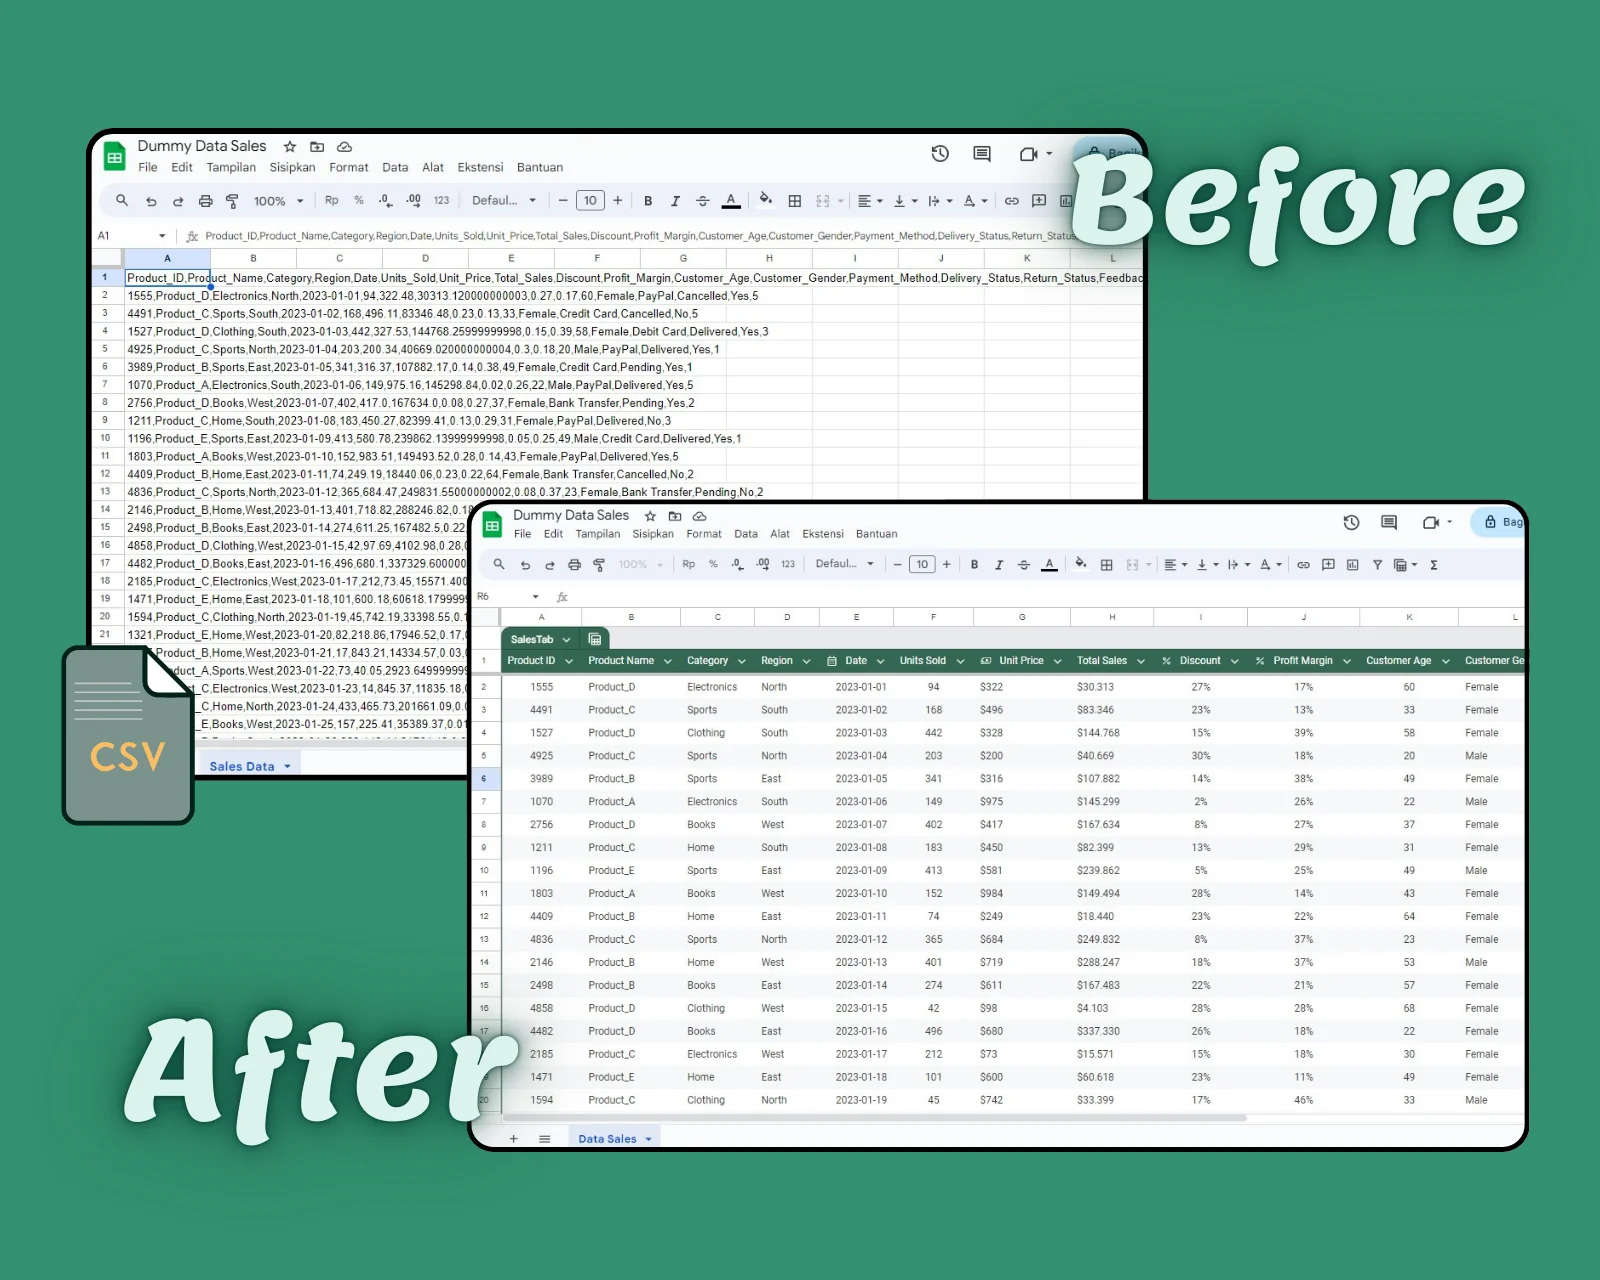 Before
Dummy Data Sales
File Edit Tampilan Sisipkan Format Data Alat Ekstensi Bantuan
100% Rp % .0 .00 123 Defaul... 10 B I A
A1 fx Product_ID,Product_Name,Category,Region,Date,Units_Sold,Unit_Price,Total_Sales,Discount,Profit_Margin,Customer_Age,Customer_Gender,Payment_Method,Delivery_Status,Return_Status
A B C D E F G H I J K L
1 Product_ID,Product_Name,Category,Region,Date,Units_Sold,Unit_Price,Total_Sales,Discount,Profit_Margin,Customer_Age,Customer_Gender,Payment_Method,Delivery_Status,Return_Status,Feedbac
2 1555,Product_D,Electronics,North,2023-01-01,94,322.48,30313.120000000003,0.27,0.17,60,Female,PayPal,Cancelled,Yes,5
3 4491,Product_C,Sports,South,2023-01-02,168,496.11,83346.48,0.23,0.13,33,Female,Credit Card,Cancelled,No,5
4 1527,Product_D,Clothing,South,2023-01-03,442,327.53,144768.25999999998,0.15,0.39,58,Female,Debit Card,Delivered,Yes,3
5 4925,Product_C,Sports,North,2023-01-04,203,200.34,40669.020000000004,0.3,0.18,20,Male,PayPal,Delivered,Yes,1
6 3989,Product_B,Sports,East,2023-01-05,341,316.37,107882.17,0.14,0.38,49,Female,Credit Card,Pending,Yes,1
7 1070,Product_A,Electronics,South,2023-01-06,149,975.16,145298.84,0.02,0.26,22,Male,PayPal,Delivered,Yes,5
8 2756,Product_D,Books,West,2023-01-07,402,417.0,167634.0,0.08,0.27,37,Female,Bank Transfer,Pending,Yes,2
9 1211,Product_C,Home,South,2023-01-08,183,450.27,82399.41,0.13,0.29,31,Female,PayPal,Delivered,No,3
10 1196,Product_E,Sports,East,2023-01-09,413,580.78,239862.13999999998,0.05,0.25,49,Male,Credit Card,Delivered,Yes,1
11 1803,Product_A,Books,West,2023-01-10,152,983.51,149493.52,0.28,0.14,43,Female,PayPal,Delivered,Yes,5
12 4409,Product_B,Home,East,2023-01-11,74,249.19,18440.06,0.23,0.22,64,Female,Bank Transfer,Cancelled,No,2
13 4836,Product_C,Sports,North,2023-01-12,365,684.47,249831.55000000002,0.08,0.37,23,Female,Bank Transfer,Pending,No,2
14 2146,Product_B,Home,West,2023-01-13,401,718.82,288246.82,0.18
15 2498,Product_B,Books,East,2023-01-14,274,611.25,167482.5,0.22
16 4858,Product_D,Clothing,West,2023-01-15,42,97.69,4102.98,0.28,
17 4482,Product_D,Books,East,2023-01-16,496,680.1,337329.600000
18 2185,Product_C,Electronics,West,2023-01-17,212,73.45,15571.400
19 1471,Product_E,Home,East,2023-01-18,101,600.18,60618.1799999
20 1594,Product_C,Clothing,North,2023-01-19,45,742.19,33398.55,0.
21 1321,Product_E,Home,West,2023-01-20,82,218.86,17946.52,0.17,
Product_B,Home,West,2023-01-21,17,843.21,14334.57,0.03,
ct_A,Sports,West,2023-01-22,73,40.05,2923.649999999
_C,Electronics,West,2023-01-23,14,845.37,11835.18,
_C,Home,North,2023-01-24,433,465.73,201661.09,0.
_E,Books,West,2023-01-25,157,225.41,35389.37,0.01
CSV
Sales Data
Dummy Data Sales
Bag
File Edit Tampilan Sisipkan Format Data Alat Ekstensi Bantuan
100% Rp % .0 .00 123 Defaul... 10 B I A Σ
R6 fx
A B C D E F G H I J K L
SalesTab
1 Product ID Product Name Category Region Date Units Sold Unit Price Total Sales % Discount % Profit Margin Customer Age Customer Ge
2 1555 Product_D Electronics North 2023-01-01 94 $322 $30.313 27% 17% 60 Female
3 4491 Product_C Sports South 2023-01-02 168 $496 $83.346 23% 13% 33 Female
4 1527 Product_D Clothing South 2023-01-03 442 $328 $144.768 15% 39% 58 Female
5 4925 Product_C Sports North 2023-01-04 203 $200 $40.669 30% 18% 20 Male
6 3989 Product_B Sports East 2023-01-05 341 $316 $107.882 14% 38% 49 Female
7 1070 Product_A Electronics South 2023-01-06 149 $975 $145.299 2% 26% 22 Male
8 2756 Product_D Books West 2023-01-07 402 $417 $167.634 8% 27% 37 Female
9 1211 Product_C Home South 2023-01-08 183 $450 $82.399 13% 29% 31 Female
10 1196 Product_E Sports East 2023-01-09 413 $581 $239.862 5% 25% 49 Male
11 1803 Product_A Books West 2023-01-10 152 $984 $149.494 28% 14% 43 Female
12 4409 Product_B Home East 2023-01-11 74 $249 $18.440 23% 22% 64 Female
13 4836 Product_C Sports North 2023-01-12 365 $684 $249.832 8% 37% 23 Female
14 2146 Product_B Home West 2023-01-13 401 $719 $288.247 18% 37% 53 Male
15 2498 Product_B Books East 2023-01-14 274 $611 $167.483 22% 21% 57 Female
16 4858 Product_D Clothing West 2023-01-15 42 $98 $4.103 28% 28% 68 Female
17 4482 Product_D Books East 2023-01-16 496 $680 $337.330 26% 18% 22 Female
2185 Product_C Electronics West 2023-01-17 212 $73 $15.571 15% 18% 30 Female
1471 Product_E Home East 2023-01-18 101 $600 $60.618 23% 11% 49 Female
20 1594 Product_C Clothing North 2023-01-19 45 $742 $33.399 17% 46% 33 Male
Data Sales
After